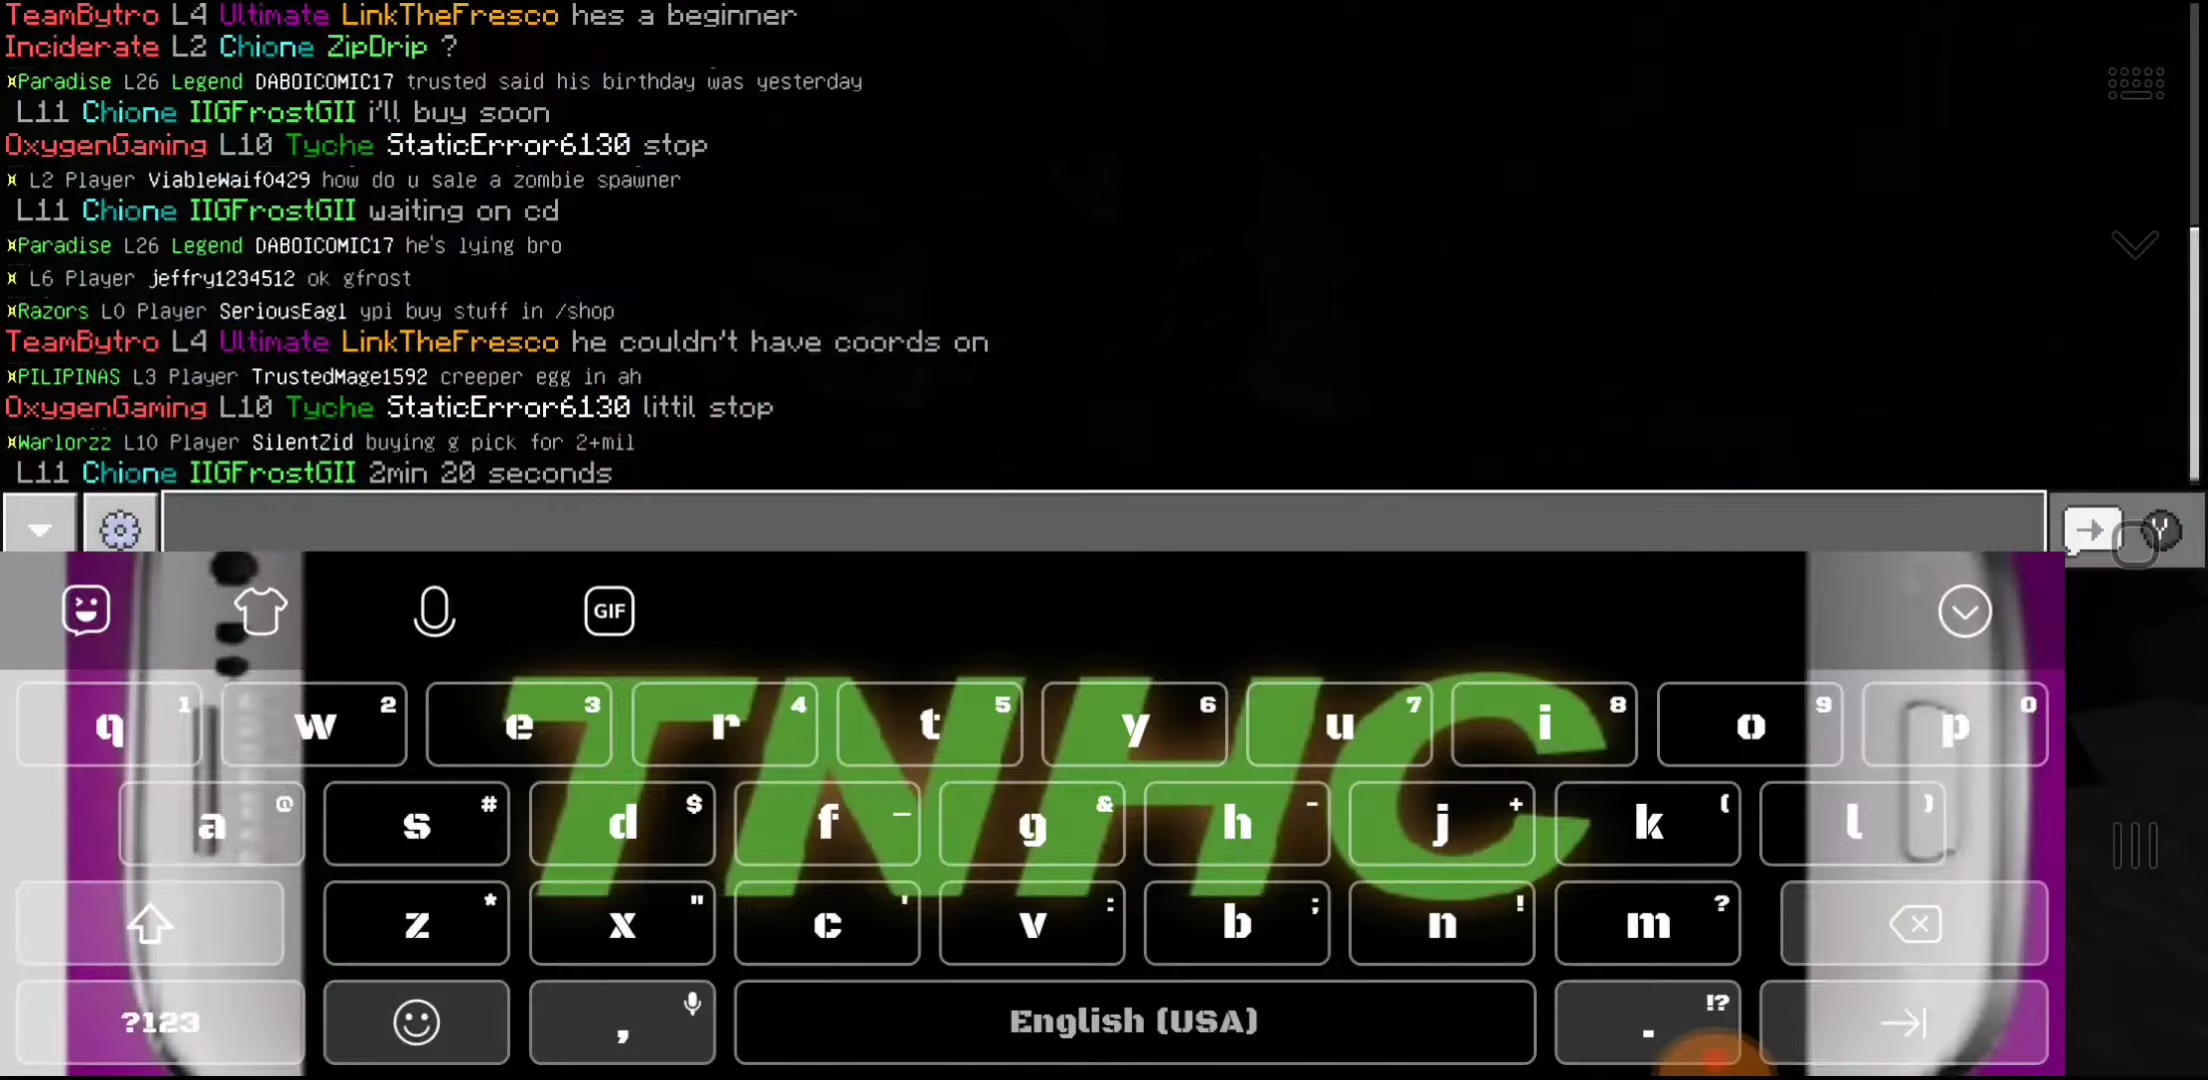 TeamBytro L4 Ultimate LinkTheFresco hes a beginner
Inciderate L2 Chione ZipDrip ?
¤Paradise L26 Legend DABOICOMIC17 trusted said his birthday was yesterday
L11 Chione IIGFrostGII i'll buy soon
OxygenGaming L10 Tyche StaticError6130 stop
¤ L2 Player ViableWaif0429 how do u sale a zombie spawner
L11 Chione IIGFrostGII waiting on cd
¤Paradise L26 Legend DABOICOMIC17 he's lying bro
¤ L6 Player jeffry1234512 ok gfrost
¤Razors L0 Player SeriousEagl ypi buy stuff in /shop
TeamBytro L4 Ultimate LinkTheFresco he couldn't have coords on
¤PILIPINAS L3 Player TrustedMage1592 creeper egg in ah
OxygenGaming L10 Tyche StaticError6130 littil stop
¤Warlorzz L10 Player SilentZid buying g pick for 2+mil
L11 Chione IIGFrostGII 2min 20 seconds
Y
GIF
TNHC
q 1 w 2 e 3 r 4 t 5 y 6 u 7 i 8 o 9 p 0
a @ s # d $ f _ g & h - j + k ( l )
z * x " c ' v : b ; n ! m ?
?123 , English (USA) . !?